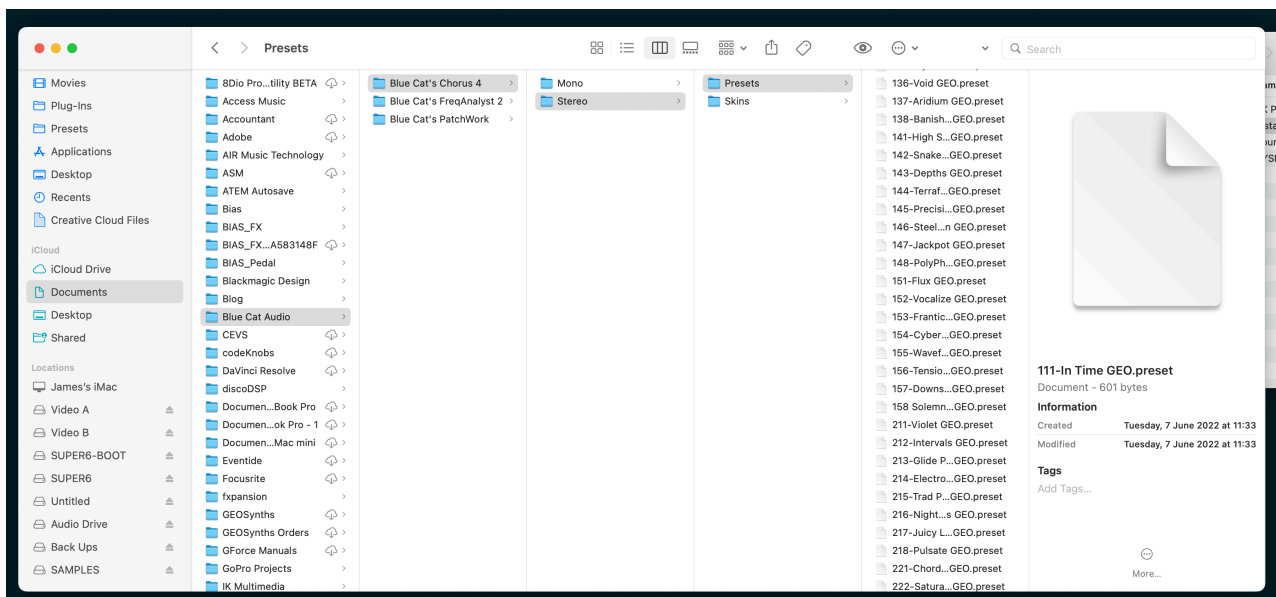 Presets
Search
Movies
Plug-Ins
Presets
Applications
Desktop
Recents
Creative Cloud Files
iCloud
iCloud Drive
Documents
Desktop
Shared
Locations
James's iMac
Video A
Video B
SUPER6-BOOT
SUPER6
Untitled
Audio Drive
Back Ups
SAMPLES
8Dio Pro...tility BETA
Access Music
Accountant
Adobe
AIR Music Technology
ASM
ATEM Autosave
Bias
BIAS_FX
BIAS_FX...A583148F
BIAS_Pedal
Blackmagic Design
Blog
Blue Cat Audio
CEVS
codeKnobs
DaVinci Resolve
discoDSP
Documen...Book Pro
Documen...ok Pro - 1
Documen...Mac mini
Eventide
Focusrite
fxpansion
GEOSynths
GEOSynths Orders
GForce Manuals
GoPro Projects
IK Multimedia
Blue Cat's Chorus 4
Blue Cat's FreqAnalyst 2
Blue Cat's PatchWork
Mono
Stereo
Presets
Skins
136-Void GEO.preset
137-Aridium GEO.preset
138-Banish...GEO.preset
141-High S...GEO.preset
142-Snake...GEO.preset
143-Depths GEO.preset
144-Terraf...GEO.preset
145-Precisi...GEO.preset
146-Steel...n GEO.preset
147-Jackpot GEO.preset
148-PolyPh...GEO.preset
151-Flux GEO.preset
152-Vocalize GEO.preset
153-Frantic...GEO.preset
154-Cyber...GEO.preset
155-Wavef...GEO.preset
156-Tensio...GEO.preset
157-Downs...GEO.preset
158 Solemn...GEO.preset
211-Violet GEO.preset
212-Intervals GEO.preset
213-Glide P...GEO.preset
214-Electro...GEO.preset
215-Trad P...GEO.preset
216-Night...s GEO.preset
217-Juicy L...GEO.preset
218-Pulsate GEO.preset
221-Chord...GEO.preset
222-Satura...GEO.preset
111-In Time GEO.preset
Document - 601 bytes
Information
Created Tuesday, 7 June 2022 at 11:33
Modified Tuesday, 7 June 2022 at 11:33
Tags
Add Tags...
More...